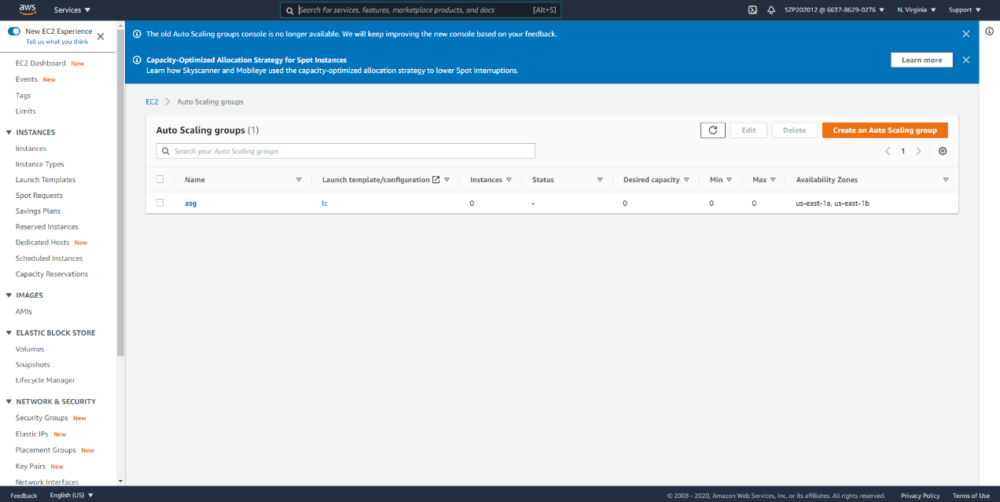 aws
Services
Search for services, features, marketplace products, and docs [Alt+S]
SZP202012 @ 6637-8629-0276
N. Virginia
Support
New EC2 Experience
Tell us what you think
EC2 Dashboard New
Events New
Tags
Limits
INSTANCES
Instances
Instance Types
Launch Templates
Spot Requests
Savings Plans
Reserved Instances
Dedicated Hosts New
Scheduled Instances
Capacity Reservations
IMAGES
AMIs
ELASTIC BLOCK STORE
Volumes
Snapshots
Lifecycle Manager
NETWORK & SECURITY
Security Groups New
Elastic IPs New
Placement Groups New
Key Pairs New
Network Interfaces
The old Auto Scaling groups console is no longer available. We will keep improving the new console based on your feedback.
Capacity-Optimized Allocation Strategy for Spot Instances
Learn how Skyscanner and Mobileye used the capacity-optimized allocation strategy to lower Spot interruptions.
Learn more
EC2 Auto Scaling groups
Auto Scaling groups (1)
Edit
Delete
Create an Auto Scaling group
Search your Auto Scaling groups
1
Name Launch template/configuration Instances Status Desired capacity Min Max Availability Zones
asg lc 0 - 0 0 0 us-east-1a, us-east-1b
Feedback English (US) © 2008 - 2020, Amazon Web Services, Inc. or its affiliates. All rights reserved. Privacy Policy Terms of Use